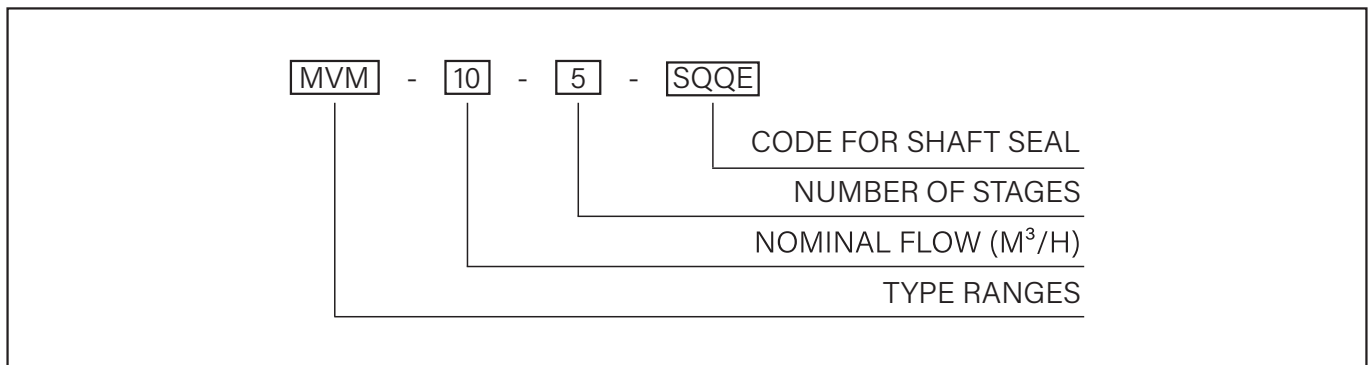 MVM - 10 - 5 - SQQE
CODE FOR SHAFT SEAL
NUMBER OF STAGES
NOMINAL FLOW (M³/H)
TYPE RANGES